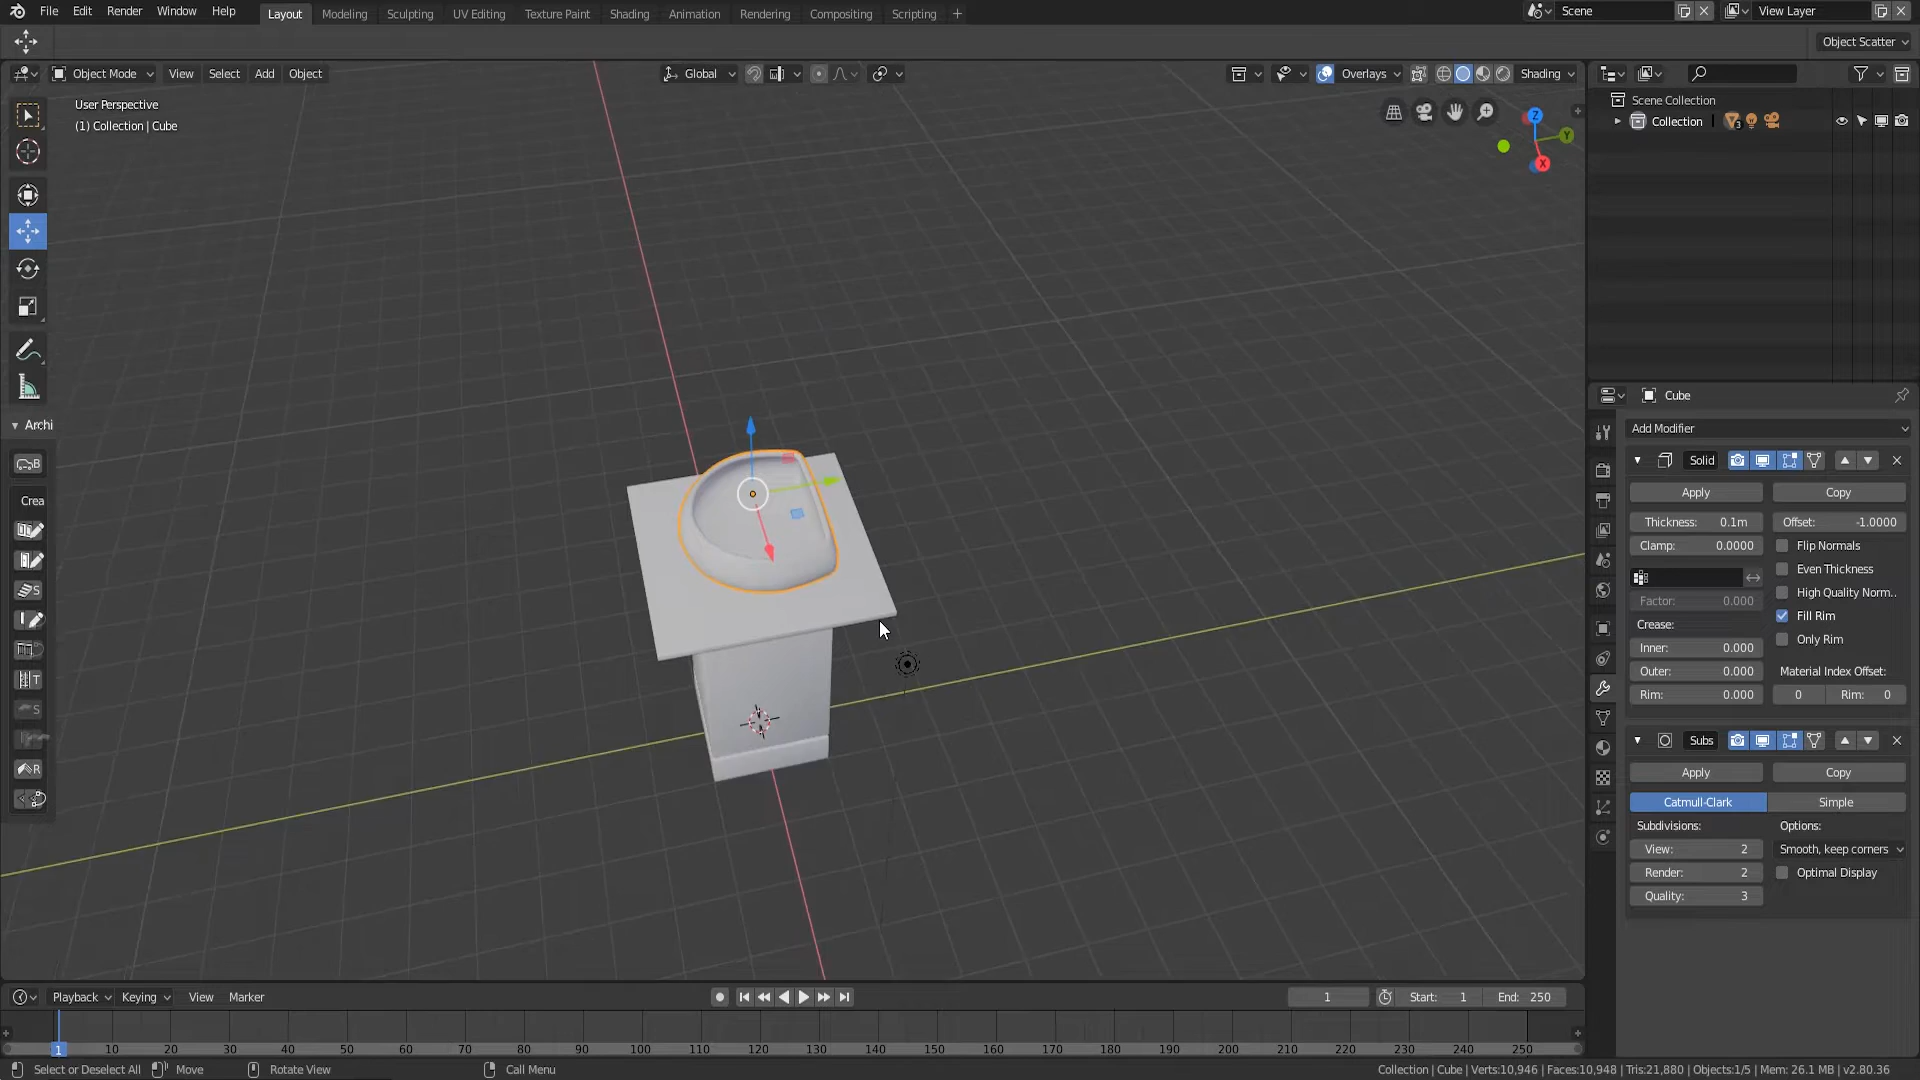 File Edit Render Window Help Layout Modeling Sculpting UV Editing Texture Paint Shading Animation Rendering Compositing Scripting + Scene View Layer
Object Scatter
Object Mode View Select Add Object Global Overlays Shading
User Perspective
(1) Collection | Cube
Z
Y
X
Scene Collection
Collection 3
Archi
B
Crea
S
T
S
R
Cube
Add Modifier
Solid
Apply Copy
Thickness: 0.1m Offset: -1.0000
Clamp: 0.0000 Flip Normals
Even Thickness
High Quality Norm..
Factor: 0.000 Fill Rim
Crease: Only Rim
Inner: 0.000
Outer: 0.000 Material Index Offset:
Rim: 0.000 0 Rim: 0
Subs
Apply Copy
Catmull-Clark Simple
Subdivisions: Options:
View: 2 Smooth, keep corners
Render: 2 Optimal Display
Quality: 3
Playback Keying View Marker 1 Start: 1 End: 250
1 10 20 30 40 50 60 70 80 90 100 110 120 130 140 150 160 170 180 190 200 210 220 230 240 250
Select or Deselect All Move Rotate View Call Menu Collection | Cube | Verts:10,946 | Faces:10,948 | Tris:21,880 | Objects:1/5 | Mem: 26.1 MB | v2.80.36